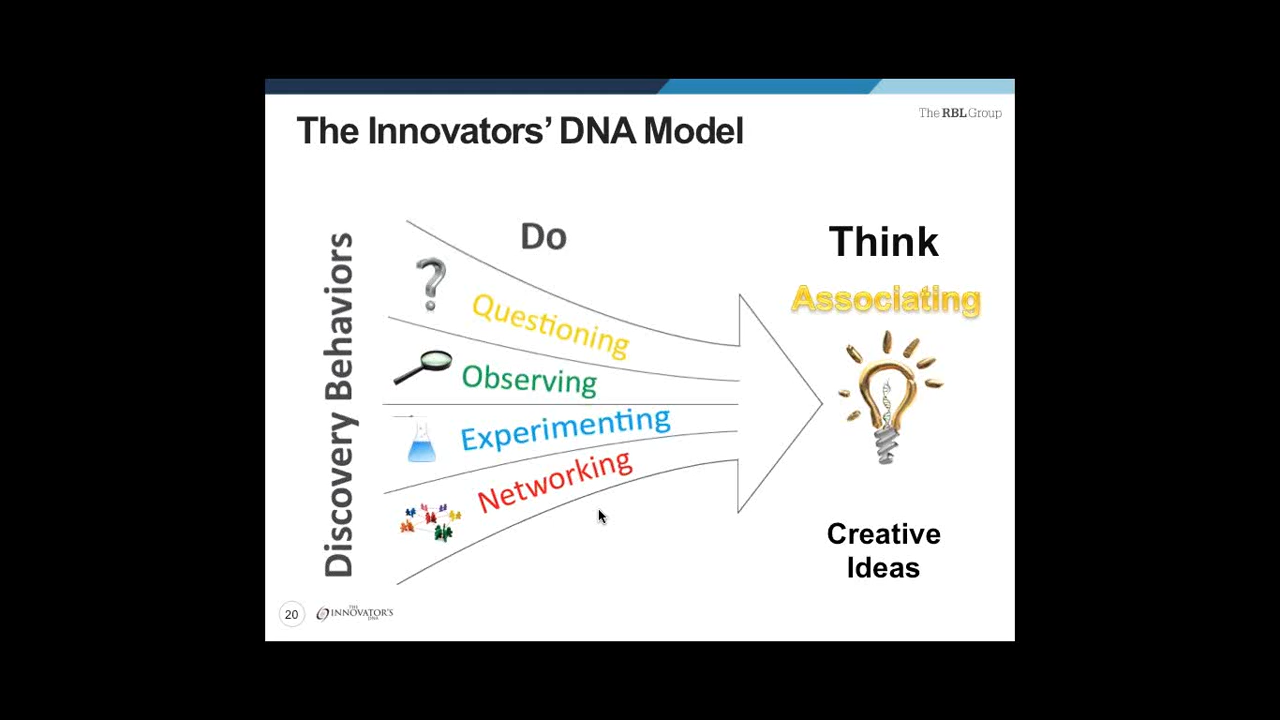 The RBL Group
The Innovators’ DNA Model
Discovery Behaviors
Do
Questioning
Observing
Experimenting
Networking
Think
Associating
Creative
Ideas
20
THE
INNOVATOR'S
DNA